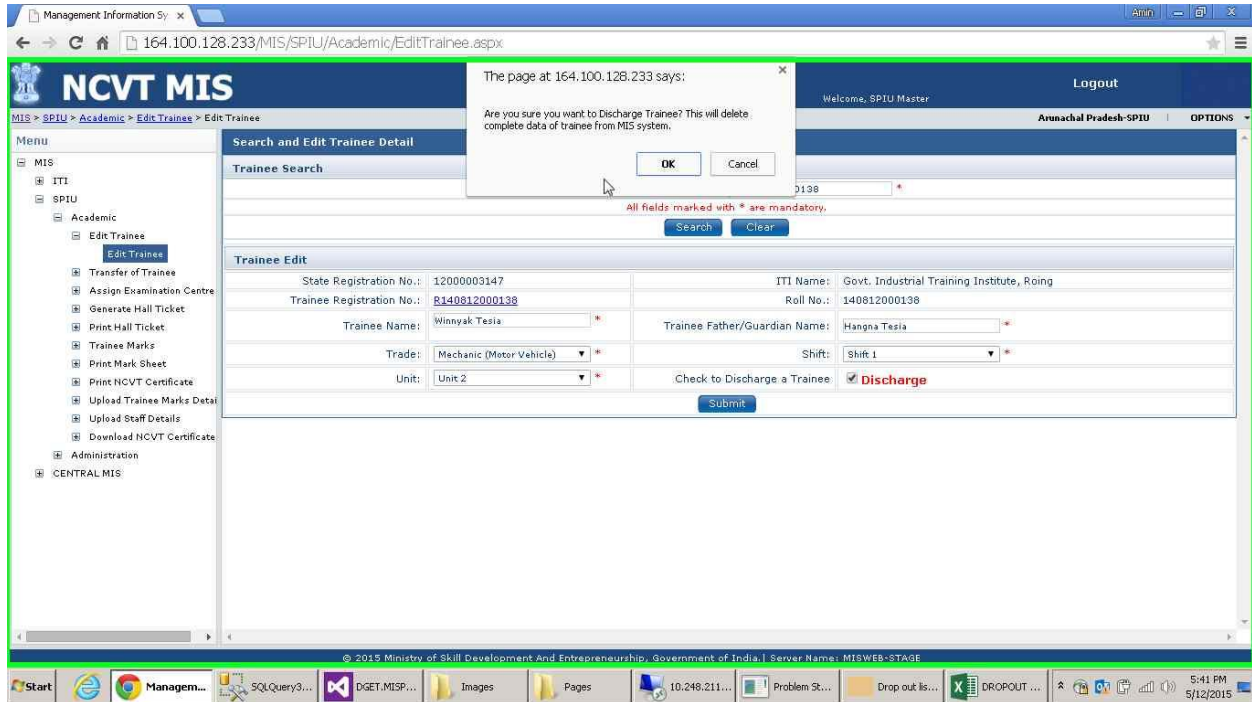 Management Information Sy
Amin
164.100.128.233/MIS/SPIU/Academic/EditTrainee.aspx
NCVT MIS
The page at 164.100.128.233 says:
Are you sure you want to Discharge Trainee? This will delete
complete data of trainee from MIS system.
OK Cancel
Welcome, SPIU Master
Logout
MIS > SPIU > Academic > Edit Trainee > Edit Trainee
Arunachal Pradesh-SPIU | OPTIONS
Menu
MIS
ITI
SPIU
Academic
Edit Trainee
Edit Trainee
Transfer of Trainee
Assign Examination Centre
Generate Hall Ticket
Print Hall Ticket
Trainee Marks
Print Mark Sheet
Print NCVT Certificate
Upload Trainee Marks Detai
Upload Staff Details
Download NCVT Certificate
Administration
CENTRAL MIS
Search and Edit Trainee Detail
Trainee Search
0138 *
All fields marked with * are mandatory.
Search Clear
Trainee Edit
State Registration No.: 12000003147 ITI Name: Govt. Industrial Training Institute, Roing
Trainee Registration No.: R140812000138 Roll No.: 140812000138
Trainee Name: Winnyak Tesia * Trainee Father/Guardian Name: Hangna Tesia *
Trade: Mechanic (Motor Vehicle) * Shift: Shift 1 *
Unit: Unit 2 * Check to Discharge a Trainee Discharge
Submit
© 2015 Ministry of Skill Development And Entrepreneurship, Government of India.| Server Name: MISWEB-STAGE
Start Managem... SQLQuery3... DGET.MISP... Images Pages 10.248.211... Problem St... Drop out lis... DROPOUT ... 5:41 PM
5/12/2015